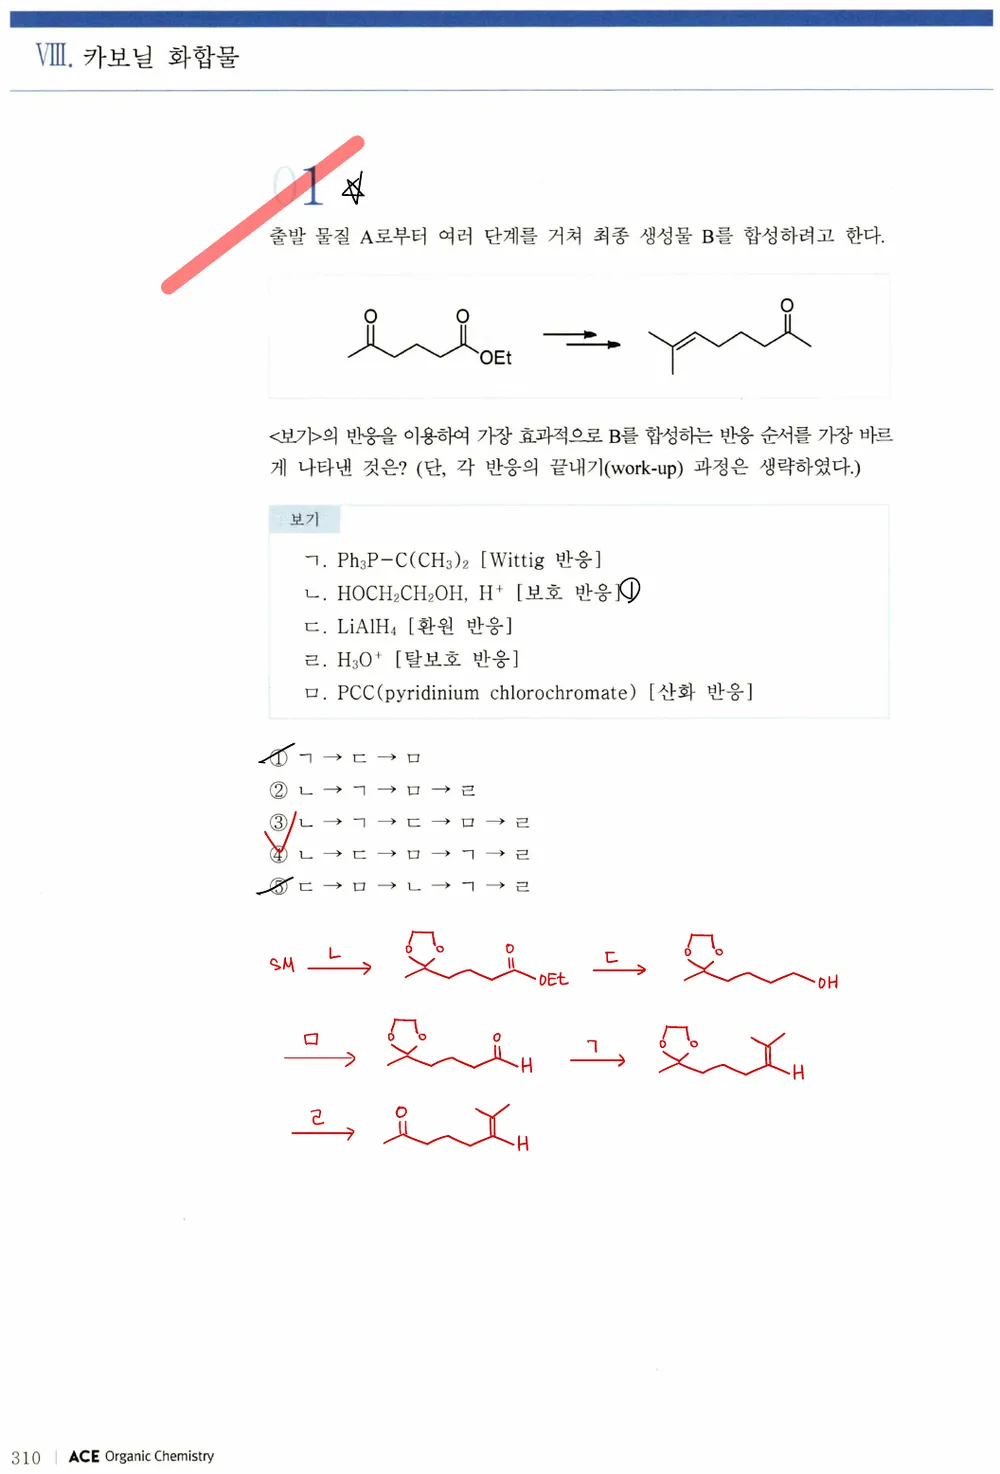 Ⅷ. 카보닐 화합물
01
출발 물질 A로부터 여러 단계를 거쳐 최종 생성물 B를 합성하려고 한다.
O O O
OEt
<보기>의 반응을 이용하여 가장 효과적으로 B를 합성하는 반응 순서를 가장 바르
게 나타낸 것은? (단, 각 반응의 끝내기(work-up) 과정은 생략하였다.)
보기
ㄱ. Ph₃P-C(CH₃)₂ [Wittig 반응]
ㄴ. HOCH₂CH₂OH, H⁺ [보호 반응] ①
ㄷ. LiAlH₄ [환원 반응]
ㄹ. H₃O⁺ [탈보호 반응]
ㅁ. PCC(pyridinium chlorochromate) [산화 반응]
① ㄱ → ㄷ → ㅁ
② ㄴ → ㄱ → ㅁ → ㄹ
③ ㄴ → ㄱ → ㄷ → ㅁ → ㄹ
④ ㄴ → ㄷ → ㅁ → ㄱ → ㄹ
⑤ ㄷ → ㅁ → ㄴ → ㄱ → ㄹ
SM ㄴ O O O OEt ㄷ O O OH
ㅁ O O O H ㄱ O O H
ㄹ O H
310 | ACE Organic Chemistry